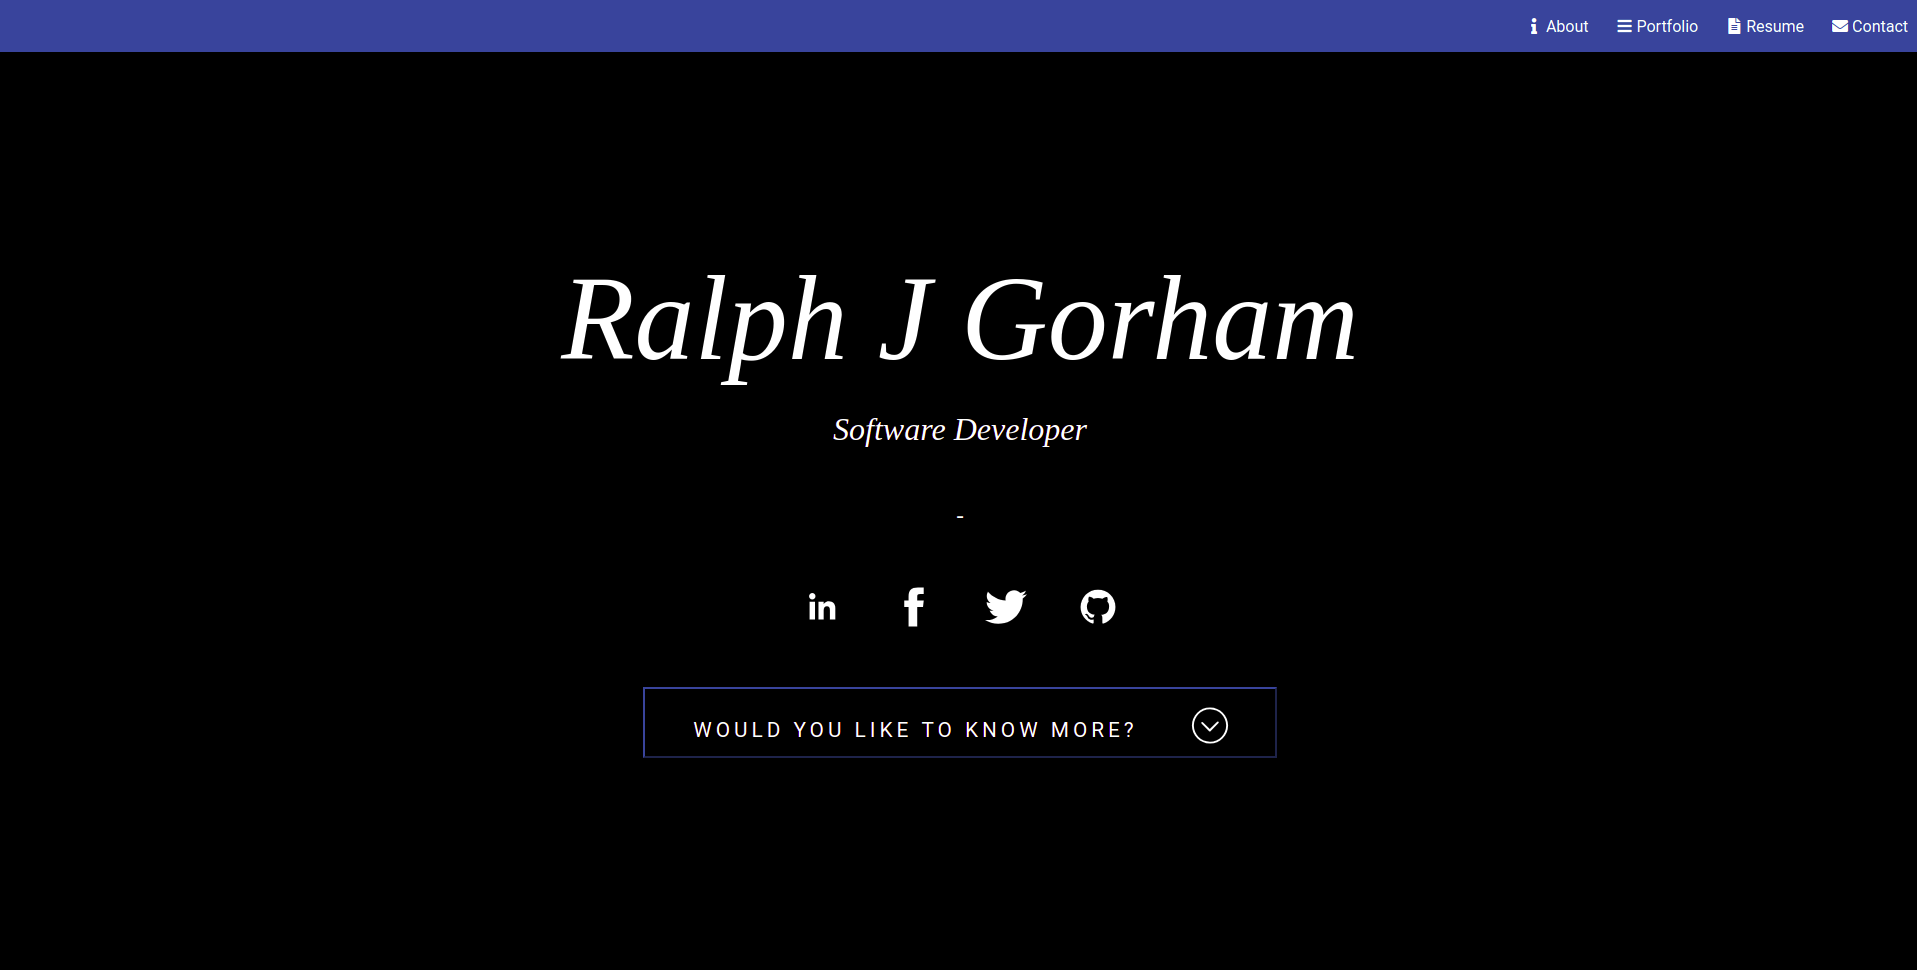 About Portfolio Resume Contact
Ralph J Gorham
Software Developer
-
in f
WOULD YOU LIKE TO KNOW MORE?